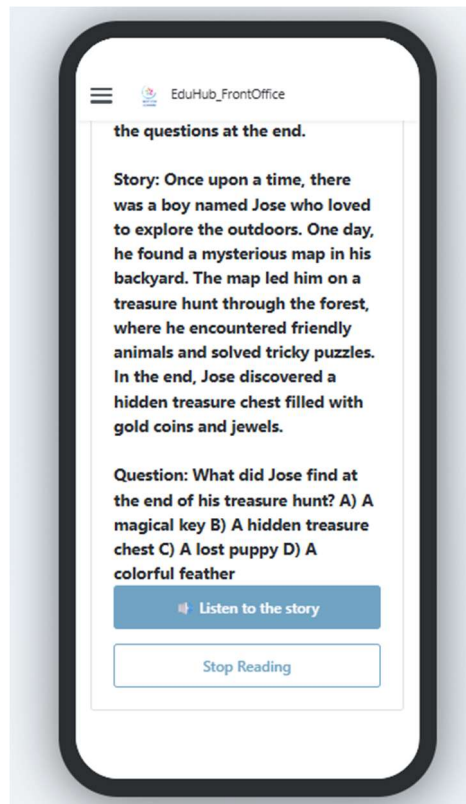 EduHub_FrontOffice
the questions at the end.
Story: Once upon a time, there
was a boy named Jose who loved
to explore the outdoors. One day,
he found a mysterious map in his
backyard. The map led him on a
treasure hunt through the forest,
where he encountered friendly
animals and solved tricky puzzles.
In the end, Jose discovered a
hidden treasure chest filled with
gold coins and jewels.
Question: What did Jose find at
the end of his treasure hunt? A) A
magical key B) A hidden treasure
chest C) A lost puppy D) A
colorful feather
Listen to the story
Stop Reading